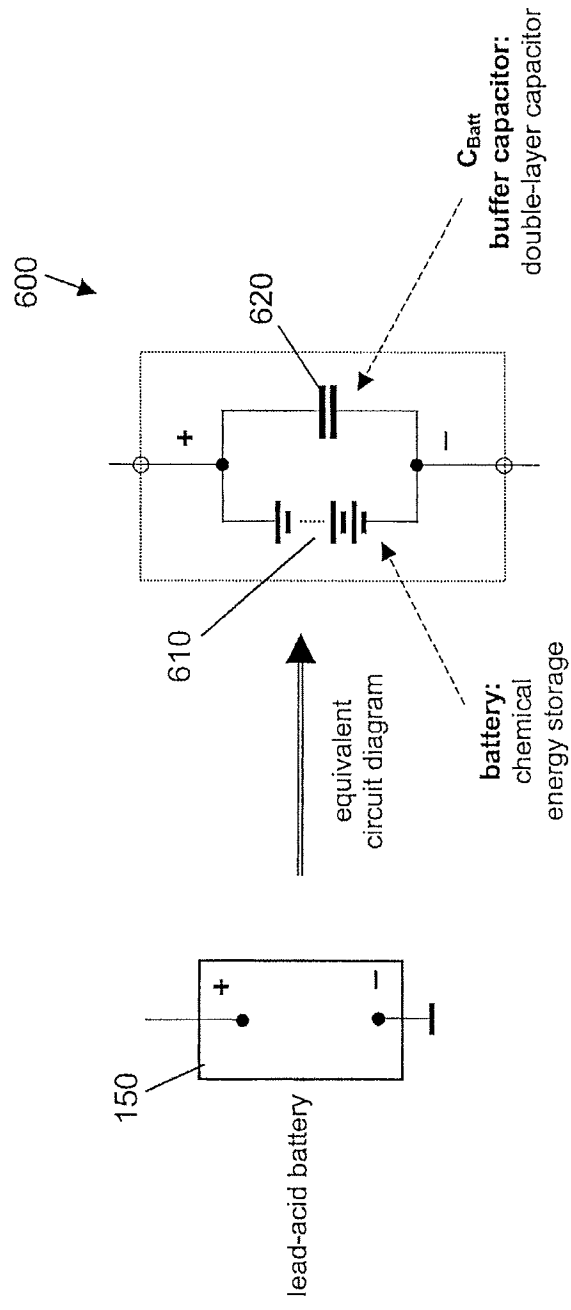 600
620
+
–
C_Batt
buffer capacitor:
double-layer capacitor
610
battery:
chemical
energy storage
equivalent
circuit diagram
150
+
–
lead-acid battery